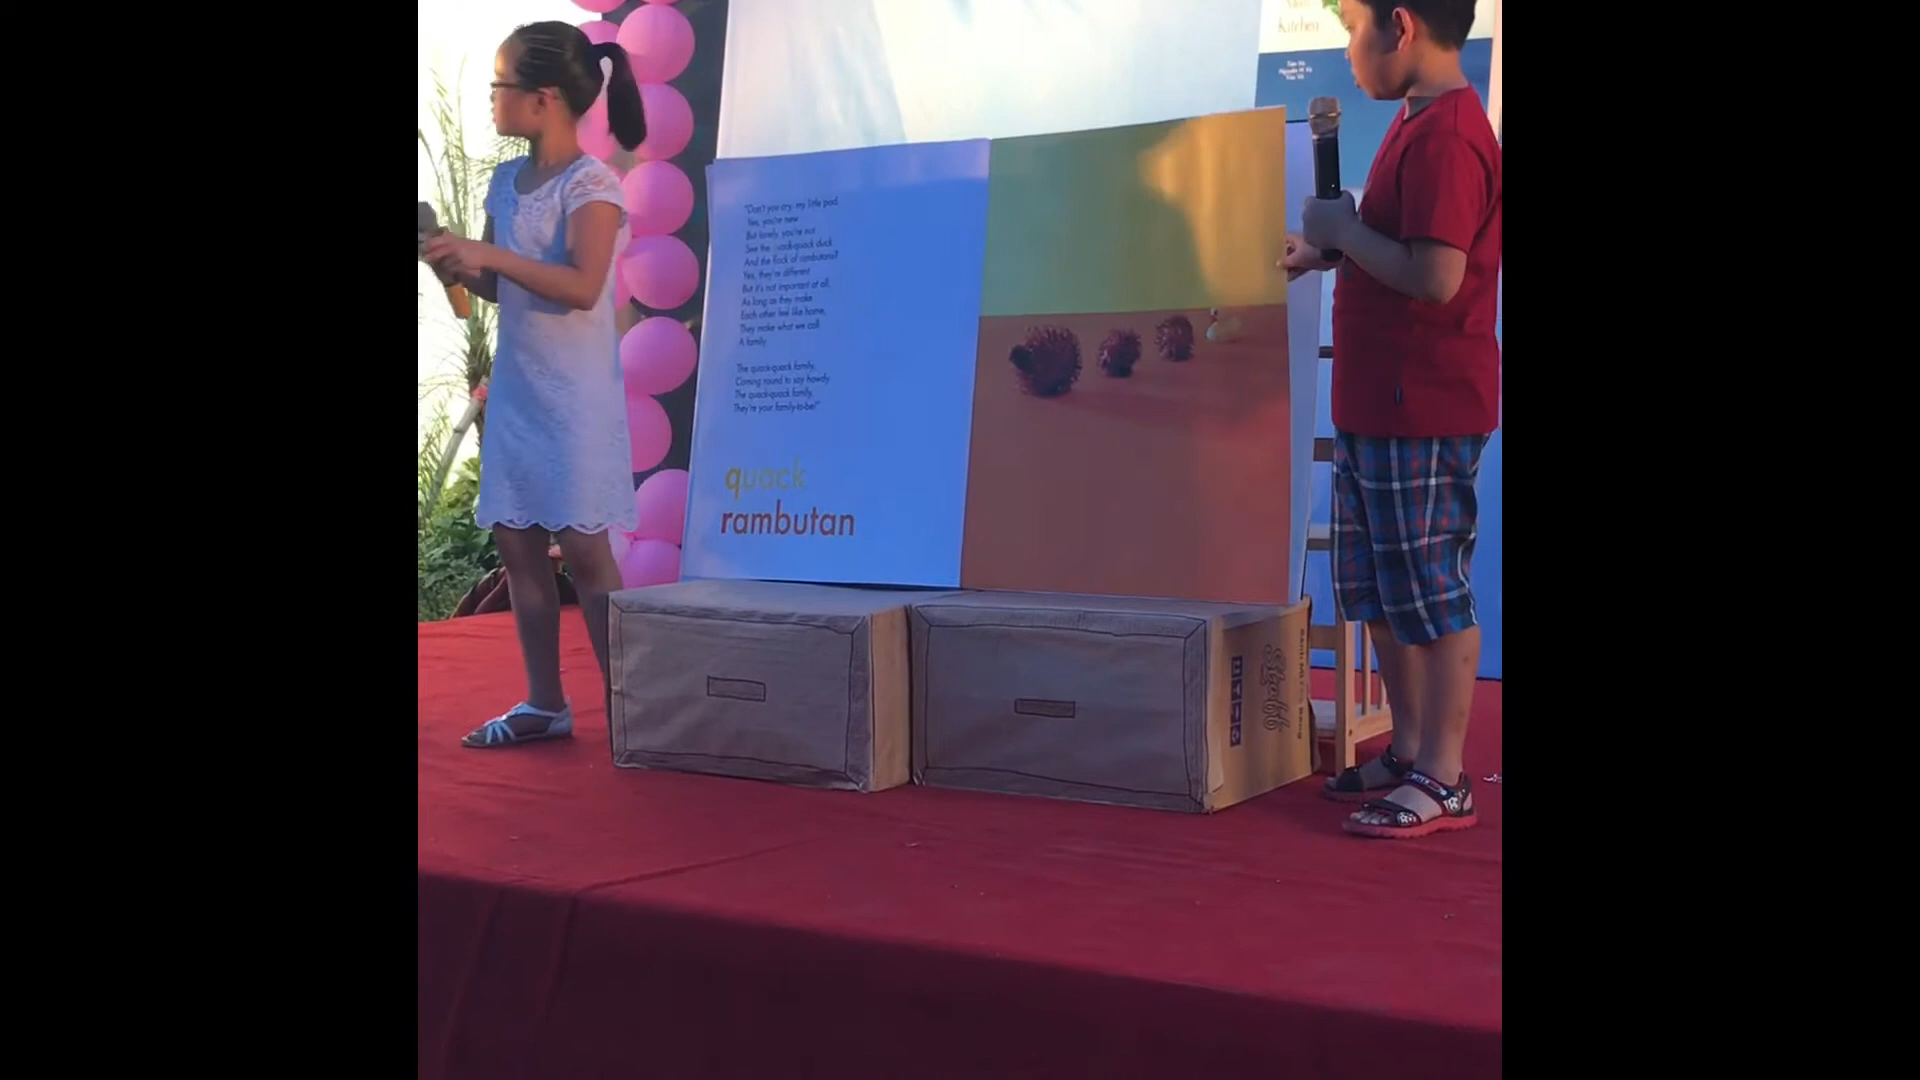 Kitchen
"Don't you cry, my little pod.
Yes, you're new
But lonely, you're not
See the quack-quack duck
And the flock of rambutans?
Yes, they're different
But it's not important at all,
As long as they make
Each other feel like home,
They make what we call
A family.
The quack-quack family,
Coming round to say howdy.
The quack-quack family,
They're your family-to-be!"
quack
rambutan